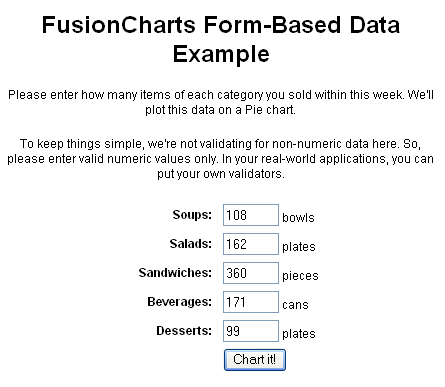 FusionCharts Form-Based Data
Example
Please enter how many items of each category you sold within this week. We'll
plot this data on a Pie chart.
To keep things simple, we're not validating for non-numeric data here. So,
please enter valid numeric values only. In your real-world applications, you can
put your own validators.
Soups: 108 bowls
Salads: 162 plates
Sandwiches: 360 pieces
Beverages: 171 cans
Desserts: 99 plates
Chart it!